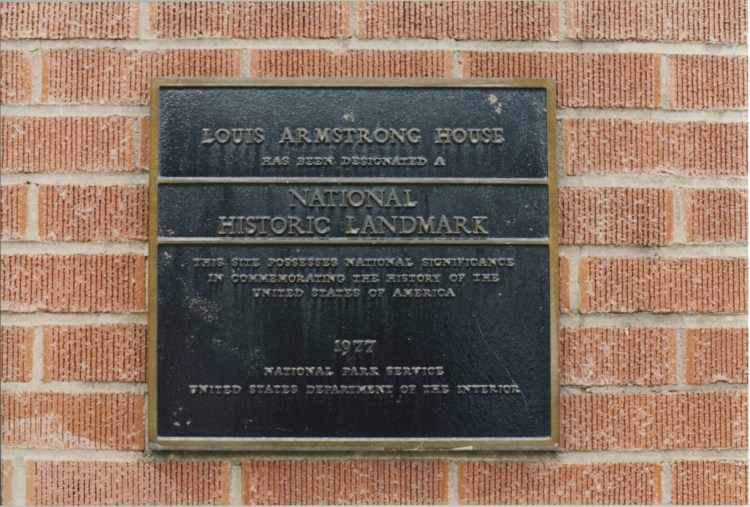 LOUIS ARMSTRONG HOUSE
HAS BEEN DESIGNATED A
NATIONAL
HISTORIC LANDMARK
THIS SITE POSSESSES NATIONAL SIGNIFICANCE
IN COMMEMORATING THE HISTORY OF THE
UNITED STATES OF AMERICA
1977
NATIONAL PARK SERVICE
UNITED STATES DEPARTMENT OF THE INTERIOR